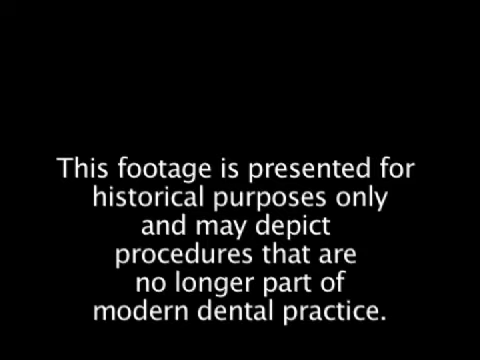 This footage is presented for
historical purposes only
and may depict
procedures that are
no longer part of
modern dental practice.